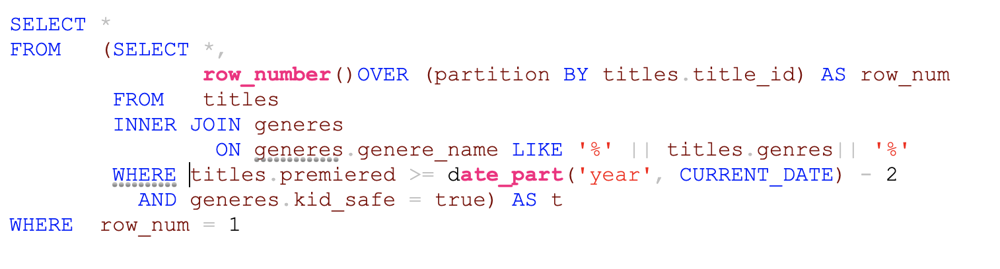 SELECT *
FROM (SELECT *,
row_number()OVER (partition BY titles.title_id) AS row_num
FROM titles
INNER JOIN generes
ON generes.genere_name LIKE '%' || titles.genres|| '%'
WHERE titles.premiered >= date_part('year', CURRENT_DATE) - 2
AND generes.kid_safe = true) AS t
WHERE row_num = 1